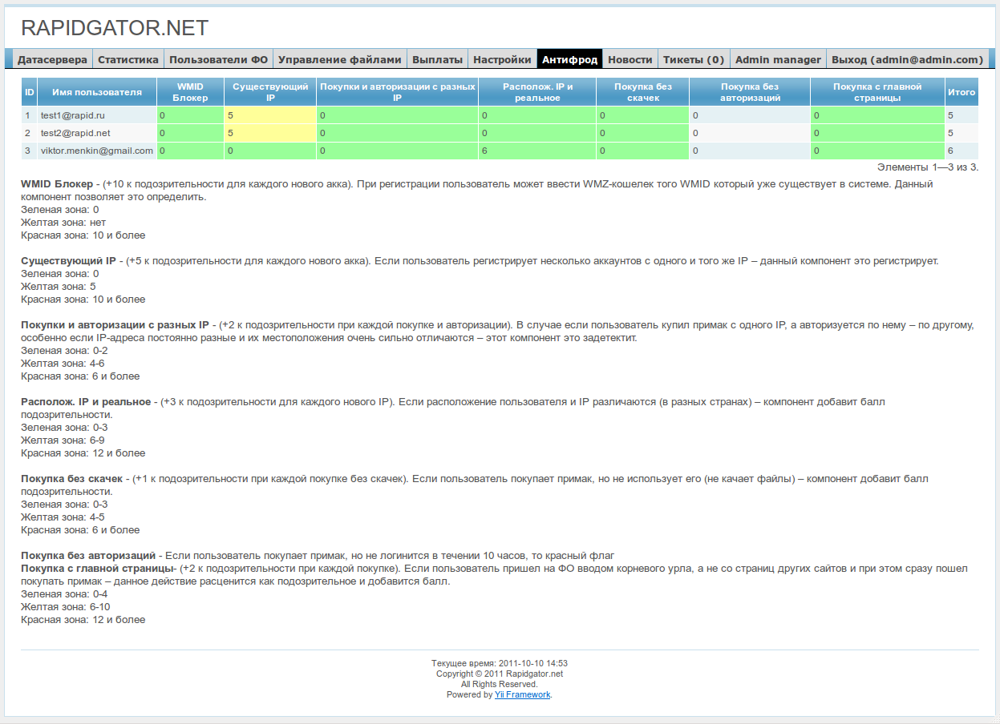 RAPIDGATOR.NET
Датасервера Статистика Пользователи ФО Управление файлами Выплаты Настройки Антифрод Новости Тикеты (0) Admin manager Выход (admin@admin.com)
ID Имя пользователя WMID Блокер Существующий IP Покупки и авторизации с разных IP Располож. IP и реальное Покупка без скачек Покупка без авторизаций Покупка с главной страницы Итого
1 test1@rapid.ru 0 5 0 0 0 0 0 5
2 test2@rapid.net 0 5 0 0 0 0 0 5
3 viktor.menkin@gmail.com 0 0 0 6 0 0 0 6
Элементы 1—3 из 3.
WMID Блокер - (+10 к подозрительности для каждого нового акка). При регистрации пользователь может ввести WMZ-кошелек того WMID который уже существует в системе. Данный
компонент позволяет это определить.
Зеленая зона: 0
Желтая зона: нет
Красная зона: 10 и более
Существующий IP - (+5 к подозрительности для каждого нового акка). Если пользователь регистрирует несколько аккаунтов с одного и того же IP – данный компонент это регистрирует.
Зеленая зона: 0
Желтая зона: 5
Красная зона: 10 и более
Покупки и авторизации с разных IP - (+2 к подозрительности при каждой покупке и авторизации). В случае если пользователь купил примак с одного IP, а авторизуется по нему – по другому,
особенно если IP-адреса постоянно разные и их местоположения очень сильно отличаются – этот компонент это задетектит.
Зеленая зона: 0-2
Желтая зона: 4-6
Красная зона: 6 и более
Располож. IP и реальное - (+3 к подозрительности для каждого нового IP). Если расположение пользователя и IP различаются (в разных странах) – компонент добавит балл
подозрительности.
Зеленая зона: 0-3
Желтая зона: 6-9
Красная зона: 12 и более
Покупка без скачек - (+1 к подозрительности при каждой покупке без скачек). Если пользователь покупает примак, но не использует его (не качает файлы) – компонент добавит балл
подозрительности.
Зеленая зона: 0-3
Желтая зона: 4-5
Красная зона: 6 и более
Покупка без авторизаций - Если пользователь покупает примак, но не логинится в течении 10 часов, то красный флаг
Покупка с главной страницы- (+2 к подозрительности при каждой покупке). Если пользователь пришел на ФО вводом корневого урла, а не со страниц других сайтов и при этом сразу пошел
покупать примак – данное действие расценится как подозрительное и добавится балл.
Зеленая зона: 0-4
Желтая зона: 6-10
Красная зона: 12 и более
Текущее время: 2011-10-10 14:53
Copyright © 2011 Rapidgator.net
All Rights Reserved.
Powered by Yii Framework.